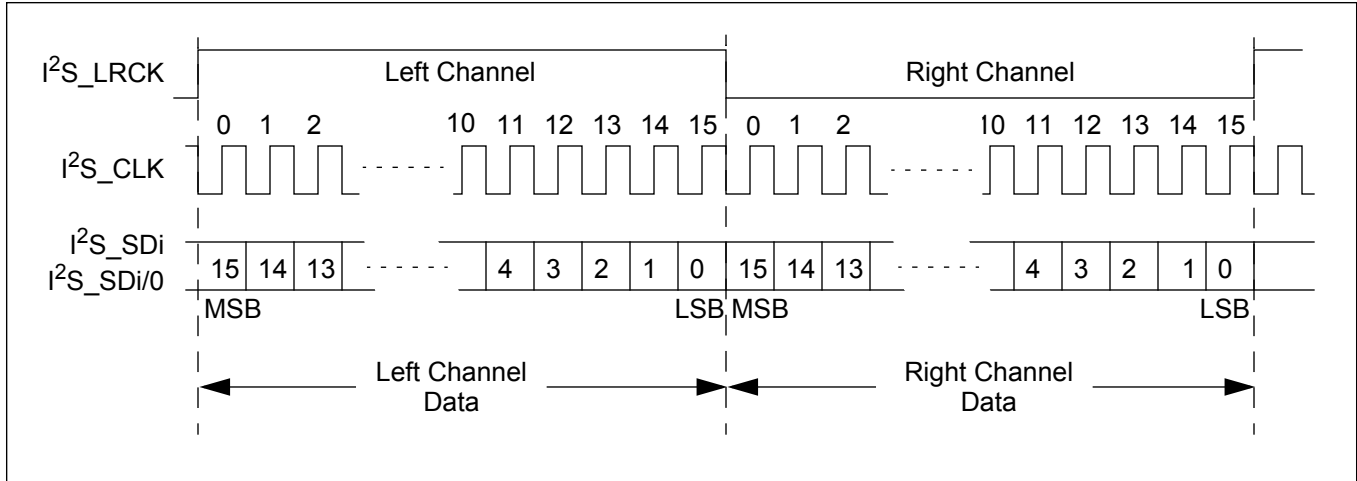 I²S_LRCK Left Channel Right Channel
0 1 2 10 11 12 13 14 15 0 1 2 10 11 12 13 14 15
I²S_CLK
I²S_SDi
I²S_SDi/0 15 14 13 4 3 2 1 0 15 14 13 4 3 2 1 0
MSB LSB MSB LSB
Left Channel Right Channel
Data Data